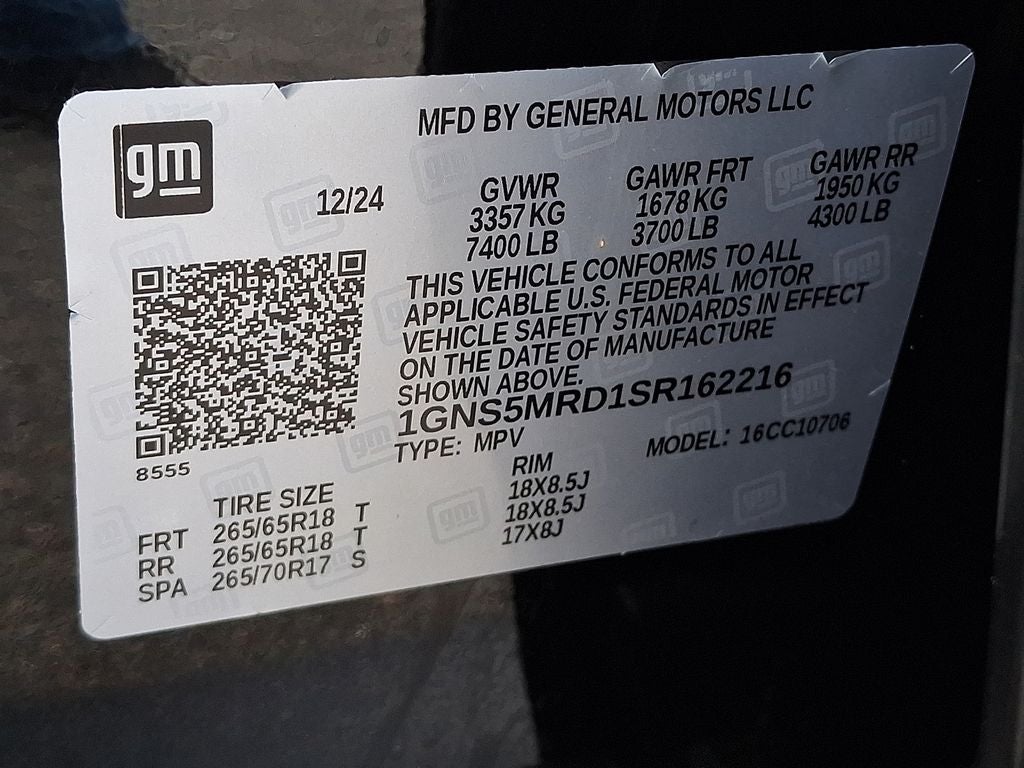 MFD BY GENERAL MOTORS LLC
gm
12/24
GVWR GAWR FRT GAWR RR
3357 KG 1678 KG 1950 KG
7400 LB 3700 LB 4300 LB
THIS VEHICLE CONFORMS TO ALL
APPLICABLE U.S. FEDERAL MOTOR
VEHICLE SAFETY STANDARDS IN EFFECT
ON THE DATE OF MANUFACTURE
SHOWN ABOVE.
1GNS5MRD1SR162216
TYPE: MPV MODEL: 16CC10706
8555
TIRE SIZE RIM
FRT 265/65R18 T 18X8.5J
RR 265/65R18 T 18X8.5J
SPA 265/70R17 S 17X8J